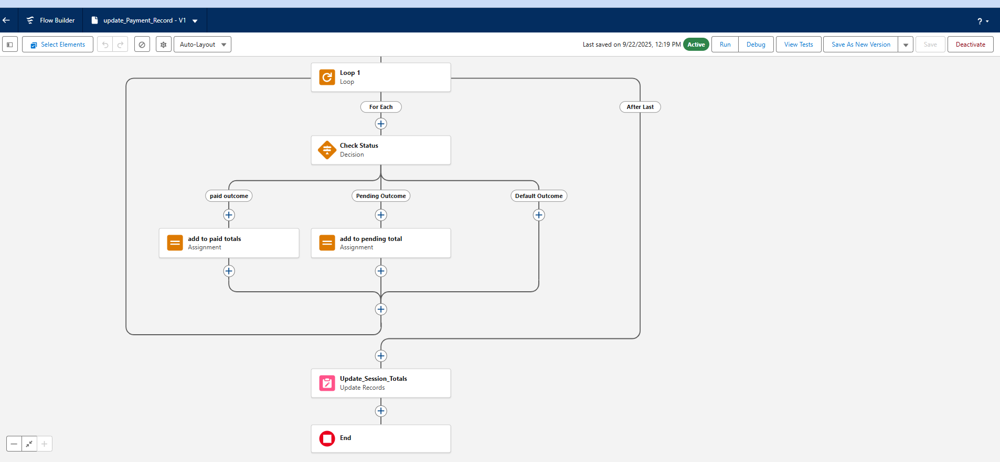 Flow Builder
update_Payment_Record - V1
?
Select Elements
Auto-Layout
Last saved on 9/22/2025, 12:19 PM
Active
Run
Debug
View Tests
Save As New Version
Save
Deactivate
Loop 1
Loop
For Each
After Last
Check Status
Decision
paid outcome
Pending Outcome
Default Outcome
add to paid totals
Assignment
add to pending total
Assignment
Update_Session_Totals
Update Records
End